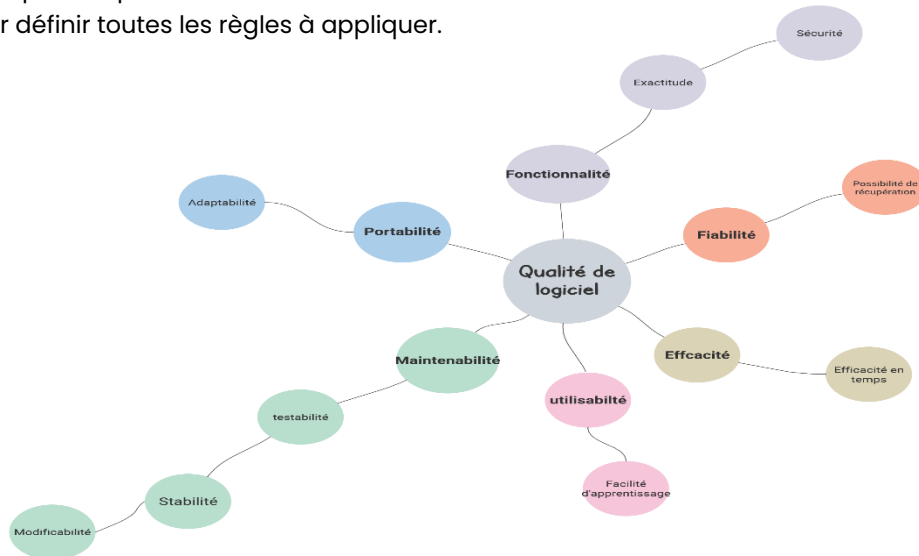 r définir toutes les règles à appliquer.
Sécurité
Exactitude
Fonctionnalité
Possibilité de
récupération
Adaptabilité
Portabilité
Fiabilité
Qualité de
logiciel
Maintenabilité
Effcacité
Efficacité en
temps
utilisabilté
testabilité
Facilité
d'apprentissage
Stabilité
Modificabilité